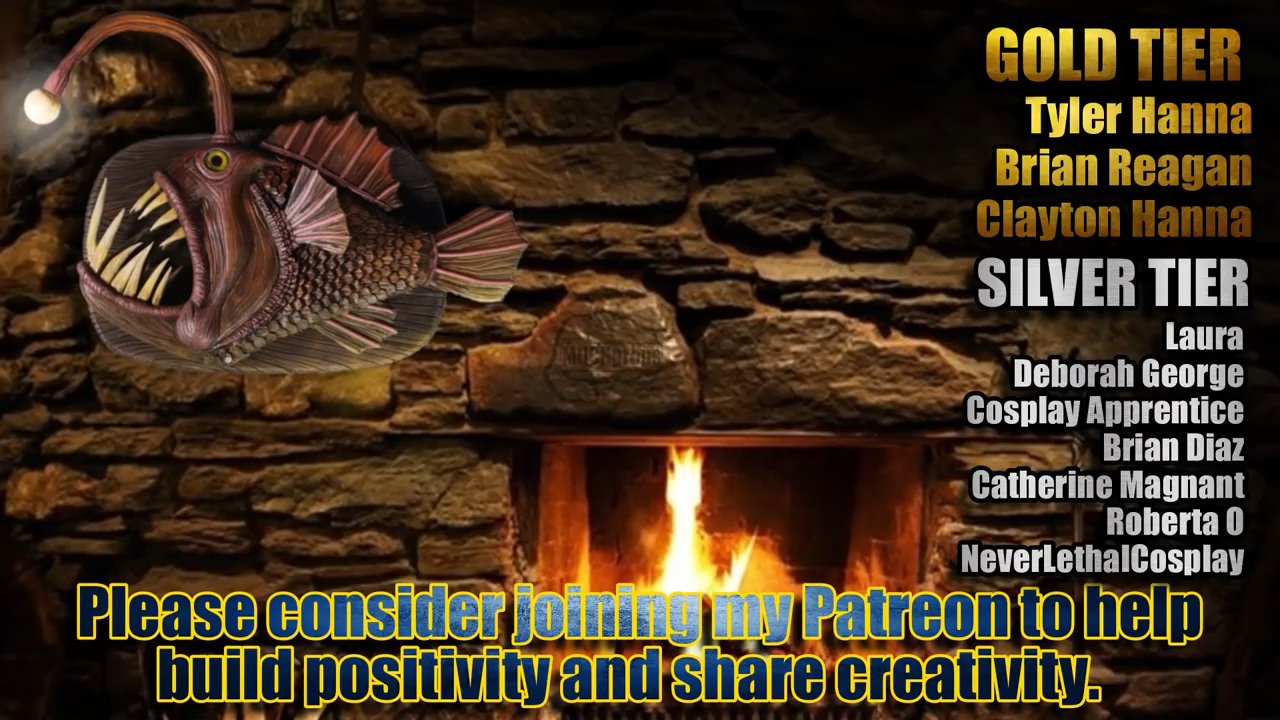 GOLD TIER
Tyler Hanna
Brian Reagan
Clayton Hanna
SILVER TIER
Laura
Deborah George
Cosplay Apprentice
Brian Diaz
Catherine Magnant
Roberta O
NeverLethalCosplay
Please consider joining my Patreon to help
build positivity and share creativity.